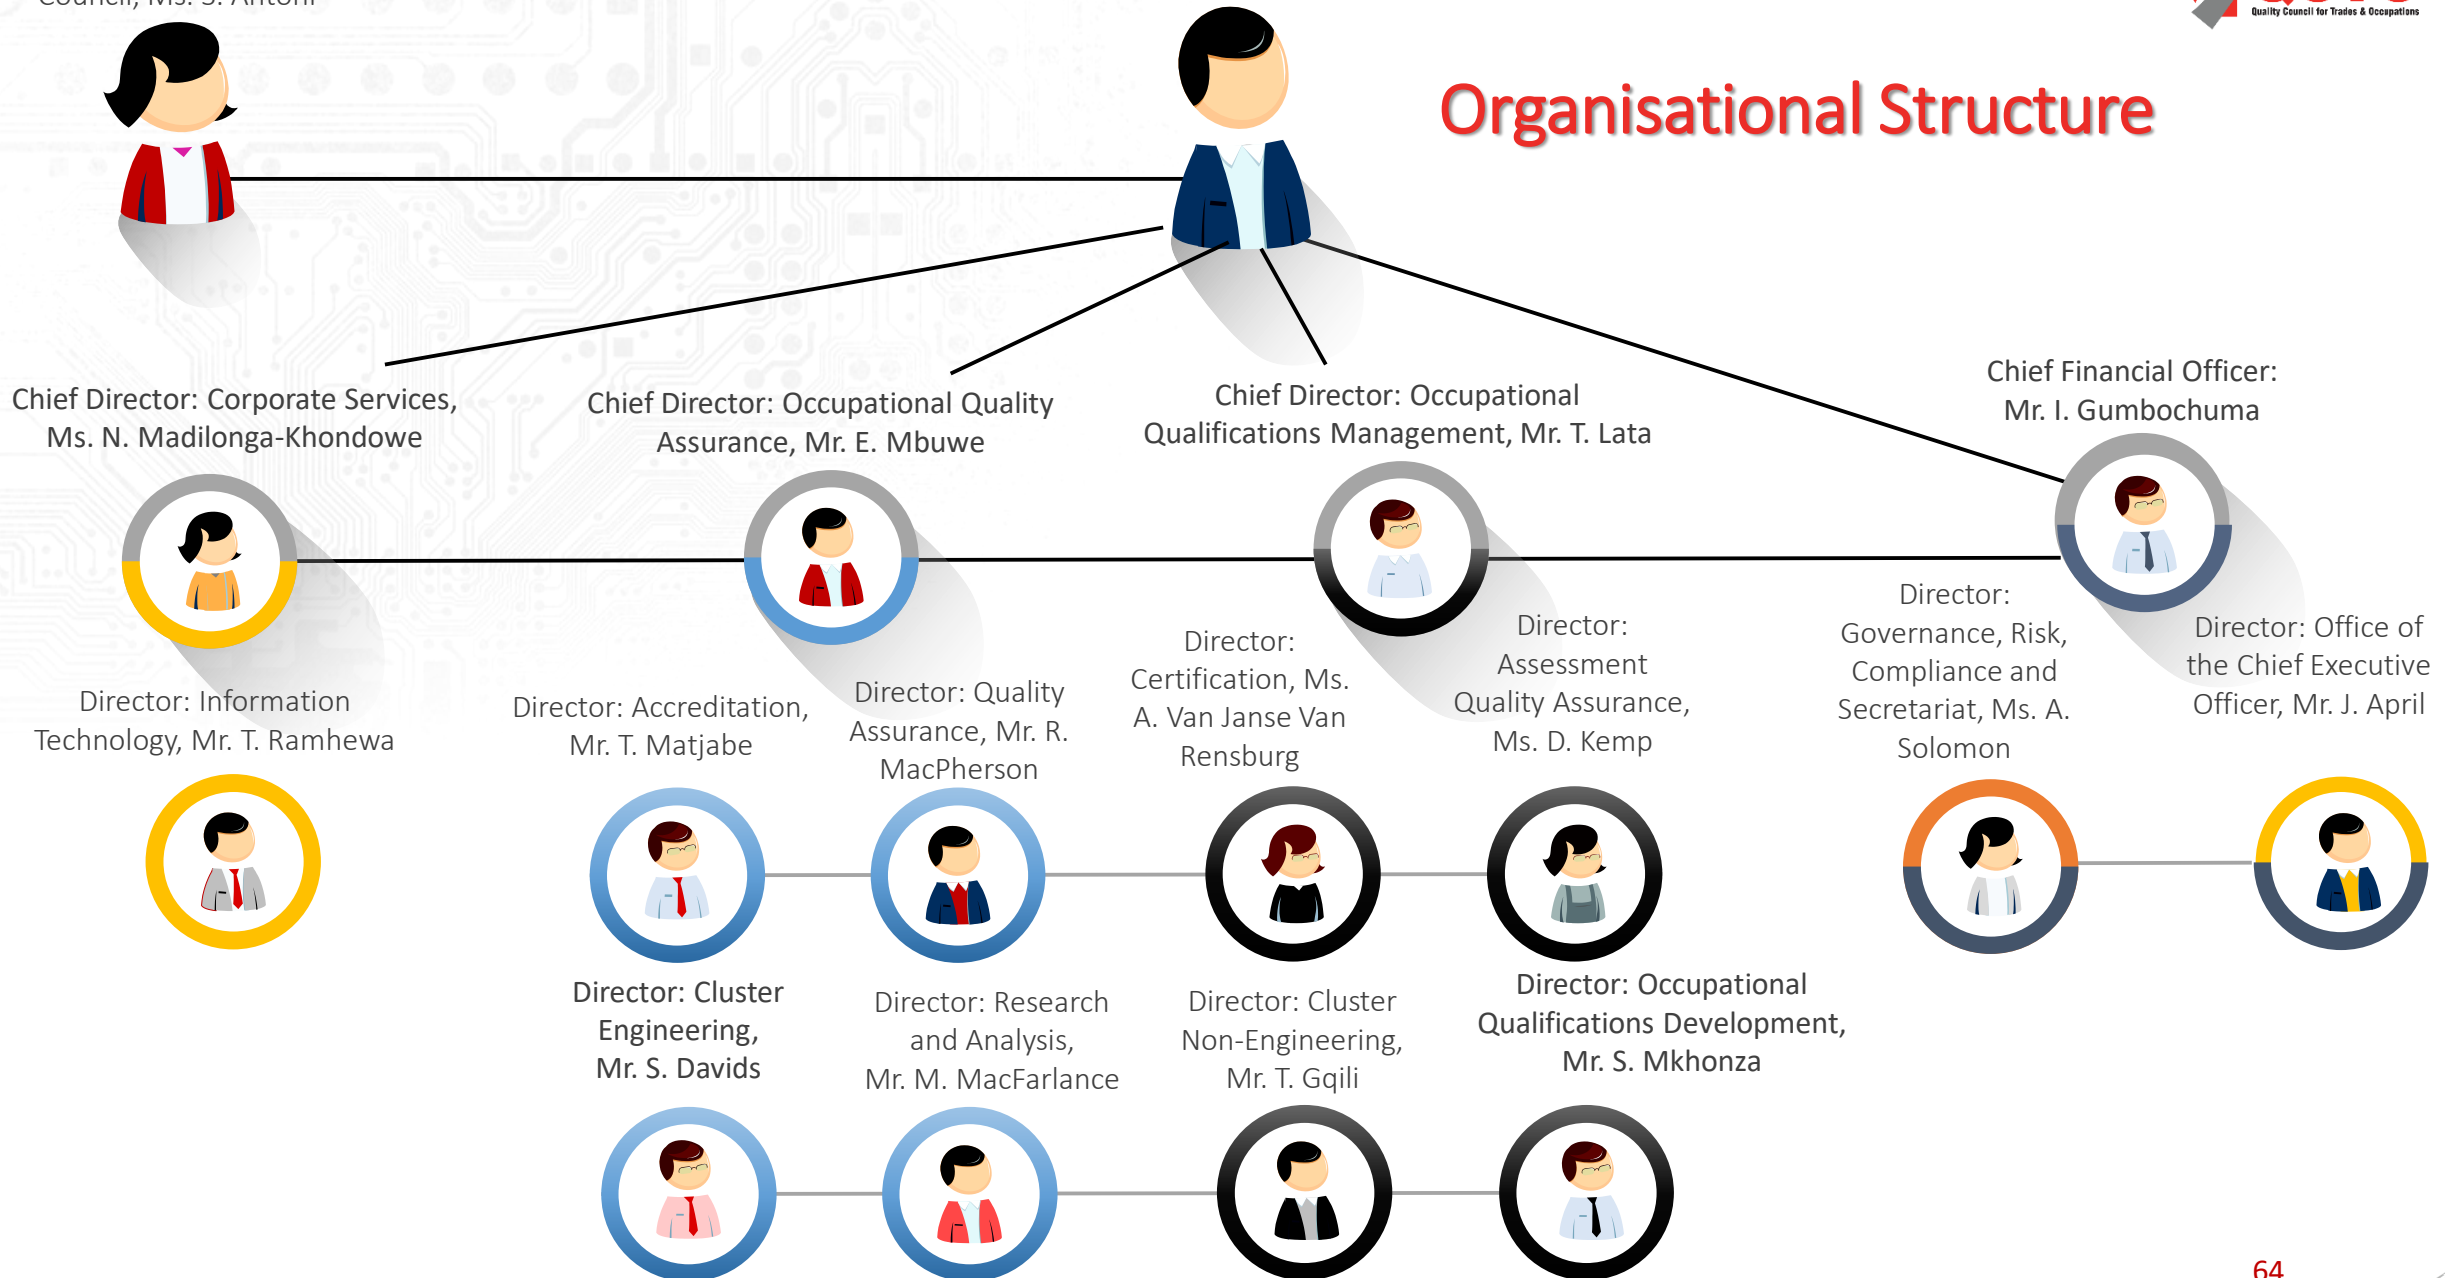 Council, Ms. S. Antoni
Quality Council for Trades & Occupations
Organisational Structure
Chief Director: Corporate Services,
Ms. N. Madilonga-Khondowe
Chief Director: Occupational Quality
Assurance, Mr. E. Mbuwe
Chief Director: Occupational
Qualifications Management, Mr. T. Lata
Chief Financial Officer:
Mr. I. Gumbochuma
Director: Information
Technology, Mr. T. Ramhewa
Director: Accreditation,
Mr. T. Matjabe
Director: Quality
Assurance, Mr. R.
MacPherson
Director:
Certification, Ms.
A. Van Janse Van
Rensburg
Director:
Assessment
Quality Assurance,
Ms. D. Kemp
Director:
Governance, Risk,
Compliance and
Secretariat, Ms. A.
Solomon
Director: Office of
the Chief Executive
Officer, Mr. J. April
Director: Cluster
Engineering,
Mr. S. Davids
Director: Research
and Analysis,
Mr. M. MacFarlance
Director: Cluster
Non-Engineering,
Mr. T. Gqili
Director: Occupational
Qualifications Development,
Mr. S. Mkhonza
64